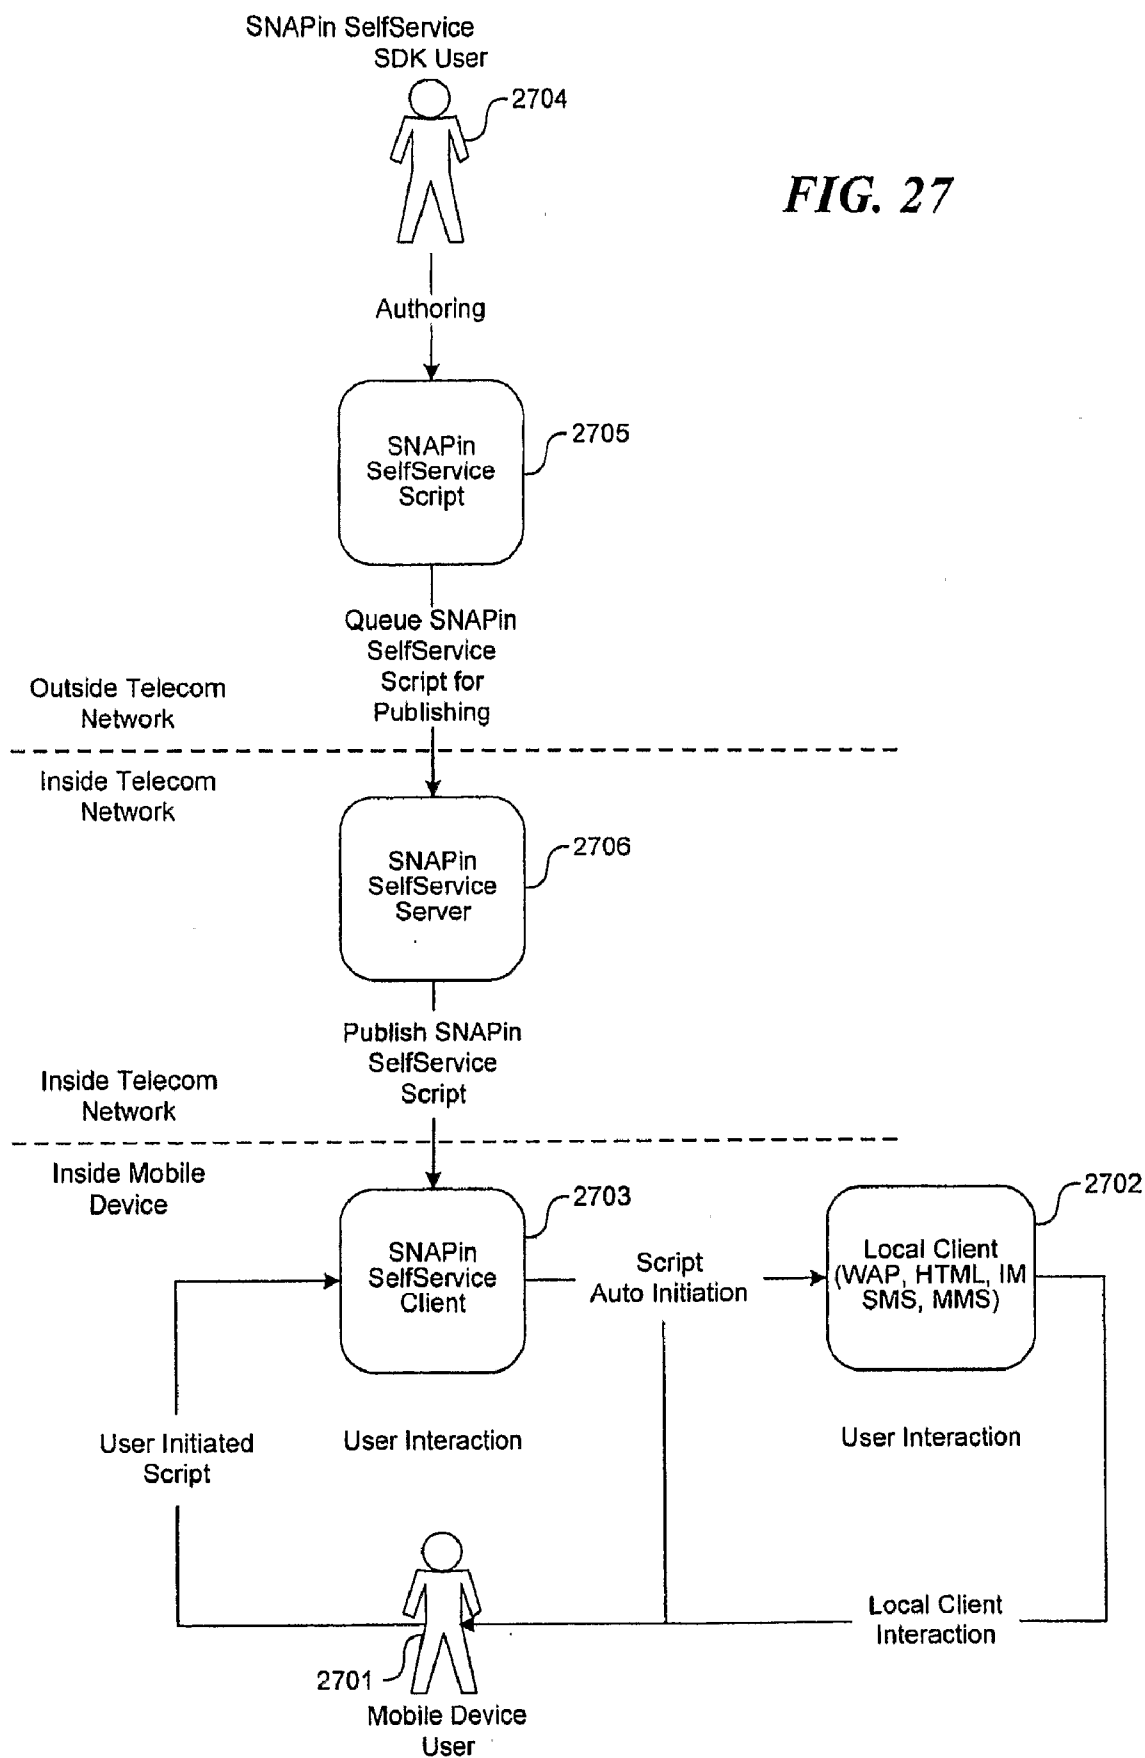 SNAPin SelfService
SDK User
2704
FIG. 27
Authoring
2705
SNAPin
SelfService
Script
Queue SNAPin
SelfService
Script for
Publishing
Outside Telecom
Network
Inside Telecom
Network
2706
SNAPin
SelfService
Server
Publish SNAPin
SelfService
Script
Inside Telecom
Network
Inside Mobile
Device
2703
2702
SNAPin
SelfService
Client
Script
Auto Initiation
Local Client
(WAP, HTML, IM
SMS, MMS)
User Initiated
Script
User Interaction
User Interaction
Local Client
Interaction
2701
Mobile Device
User